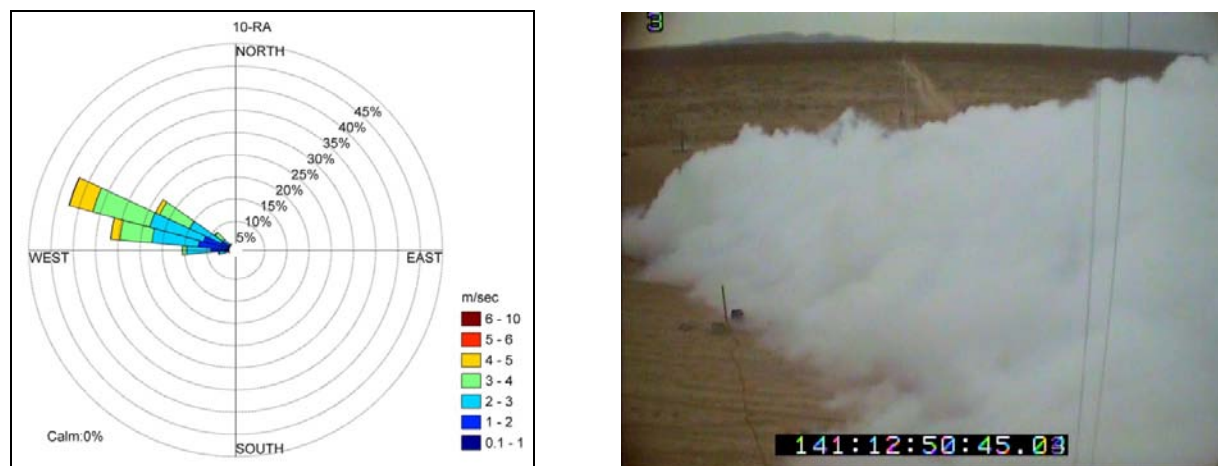 10-RA
NORTH
45%
40%
35%
30%
25%
20%
15%
10%
5%
WEST
EAST
m/sec
6 - 10
5 - 6
4 - 5
3 - 4
2 - 3
1 - 2
0.1 - 1
Calm:0%
SOUTH
3
141:12:50:45.03